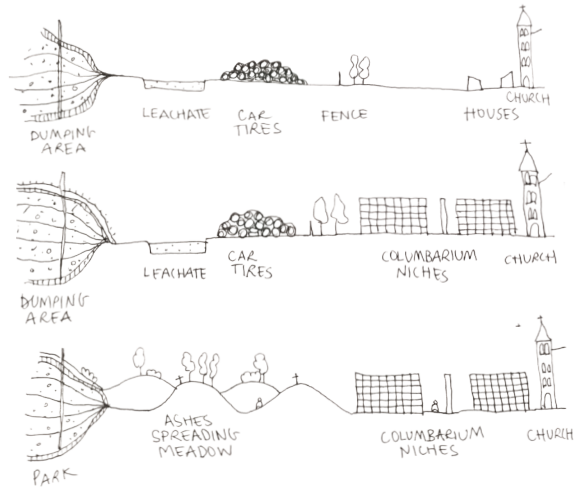 LEACHATE
CAR
TIRES
FENCE
HOUSES
CHURCH
DUMPING
AREA
LEACHATE
CAR
TIRES
COLUMBARIUM
NICHES
CHURCH
DUMPING
AREA
ASHES
SPREADING
MEADOW
COLUMBARIUM
NICHES
CHURCH
PARK